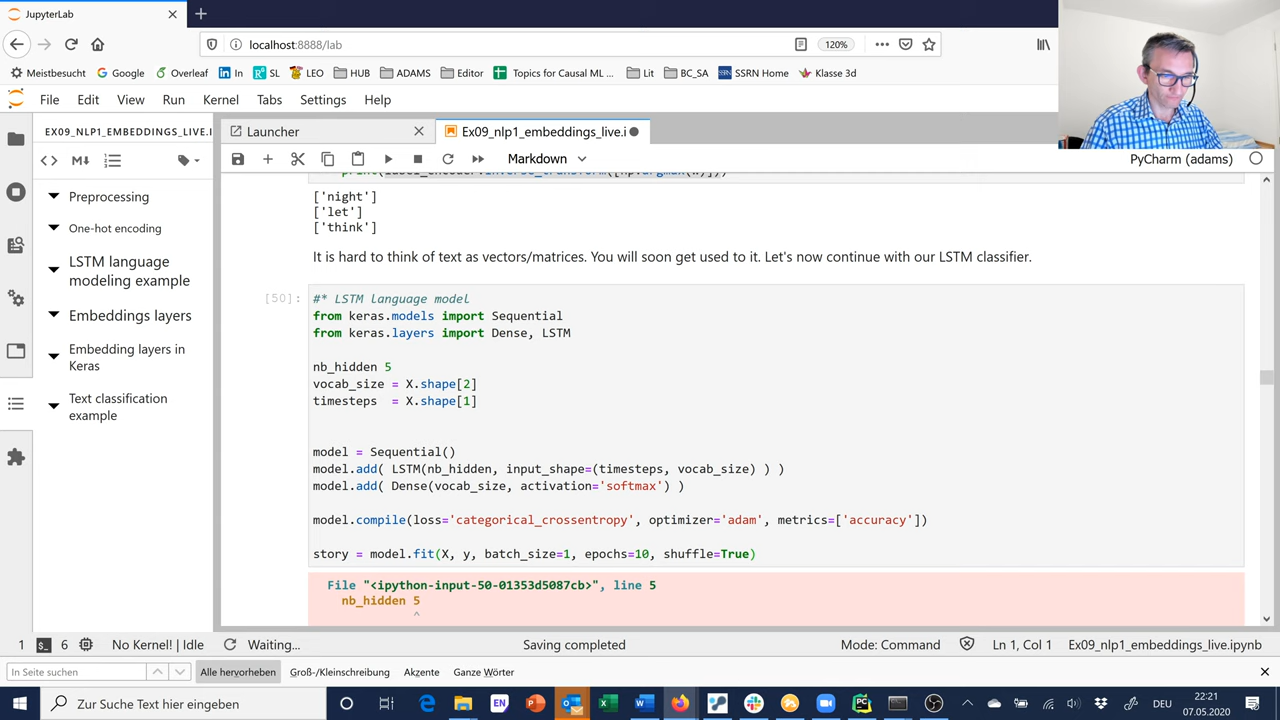 JupyterLab
localhost:8888/lab
120%
Meistbesucht
Google
Overleaf
In
SL
LEO
HUB
ADAMS
Editor
Topics for Causal ML ...
Lit
BC_SA
SSRN Home
Klasse 3d
File Edit View Run Kernel Tabs Settings Help
EX09_NLP1_EMBEDDINGS_LIVE.I
Launcher
Ex09_nlp1_embeddings_live.i
Markdown
PyCharm (adams)
Preprocessing
One-hot encoding
LSTM language
modeling example
Embeddings layers
Embedding layers in
Keras
Text classification
example
['night']
['let']
['think']
It is hard to think of text as vectors/matrices. You will soon get used to it. Let's now continue with our LSTM classifier.
[50]:
#* LSTM language model
from keras.models import Sequential
from keras.layers import Dense, LSTM
nb_hidden 5
vocab_size = X.shape[2]
timesteps = X.shape[1]
model = Sequential()
model.add( LSTM(nb_hidden, input_shape=(timesteps, vocab_size) ) )
model.add( Dense(vocab_size, activation='softmax') )
model.compile(loss='categorical_crossentropy', optimizer='adam', metrics=['accuracy'])
story = model.fit(X, y, batch_size=1, epochs=10, shuffle=True)
File "<ipython-input-50-01353d5087cb>", line 5
nb_hidden 5
^
1 6 No Kernel! | Idle Waiting... Saving completed Mode: Command Ln 1, Col 1 Ex09_nlp1_embeddings_live.ipynb
In Seite suchen Alle hervorheben Groß-/Kleinschreibung Akzente Ganze Wörter
Zur Suche Text hier eingeben
EN
DEU
22:21
07.05.2020